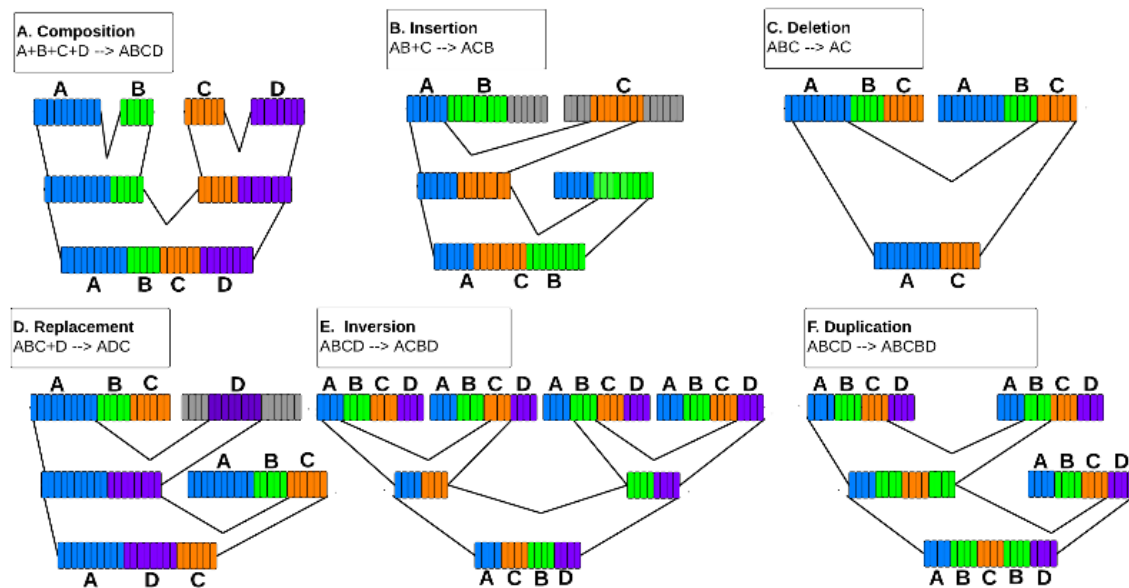 A. Composition
A+B+C+D --> ABCD
A B C D
A B C D
B. Insertion
AB+C --> ACB
A B C
A C B
C. Deletion
ABC --> AC
A B C A B C
A C
D. Replacement
ABC+D --> ADC
A B C D
A B C
A D C
E. Inversion
ABCD --> ACBD
A B C D A B C D A B C D A B C D
A C B D
F. Duplication
ABCD --> ABCBD
A B C D A B C D
A B C D
A B C B D